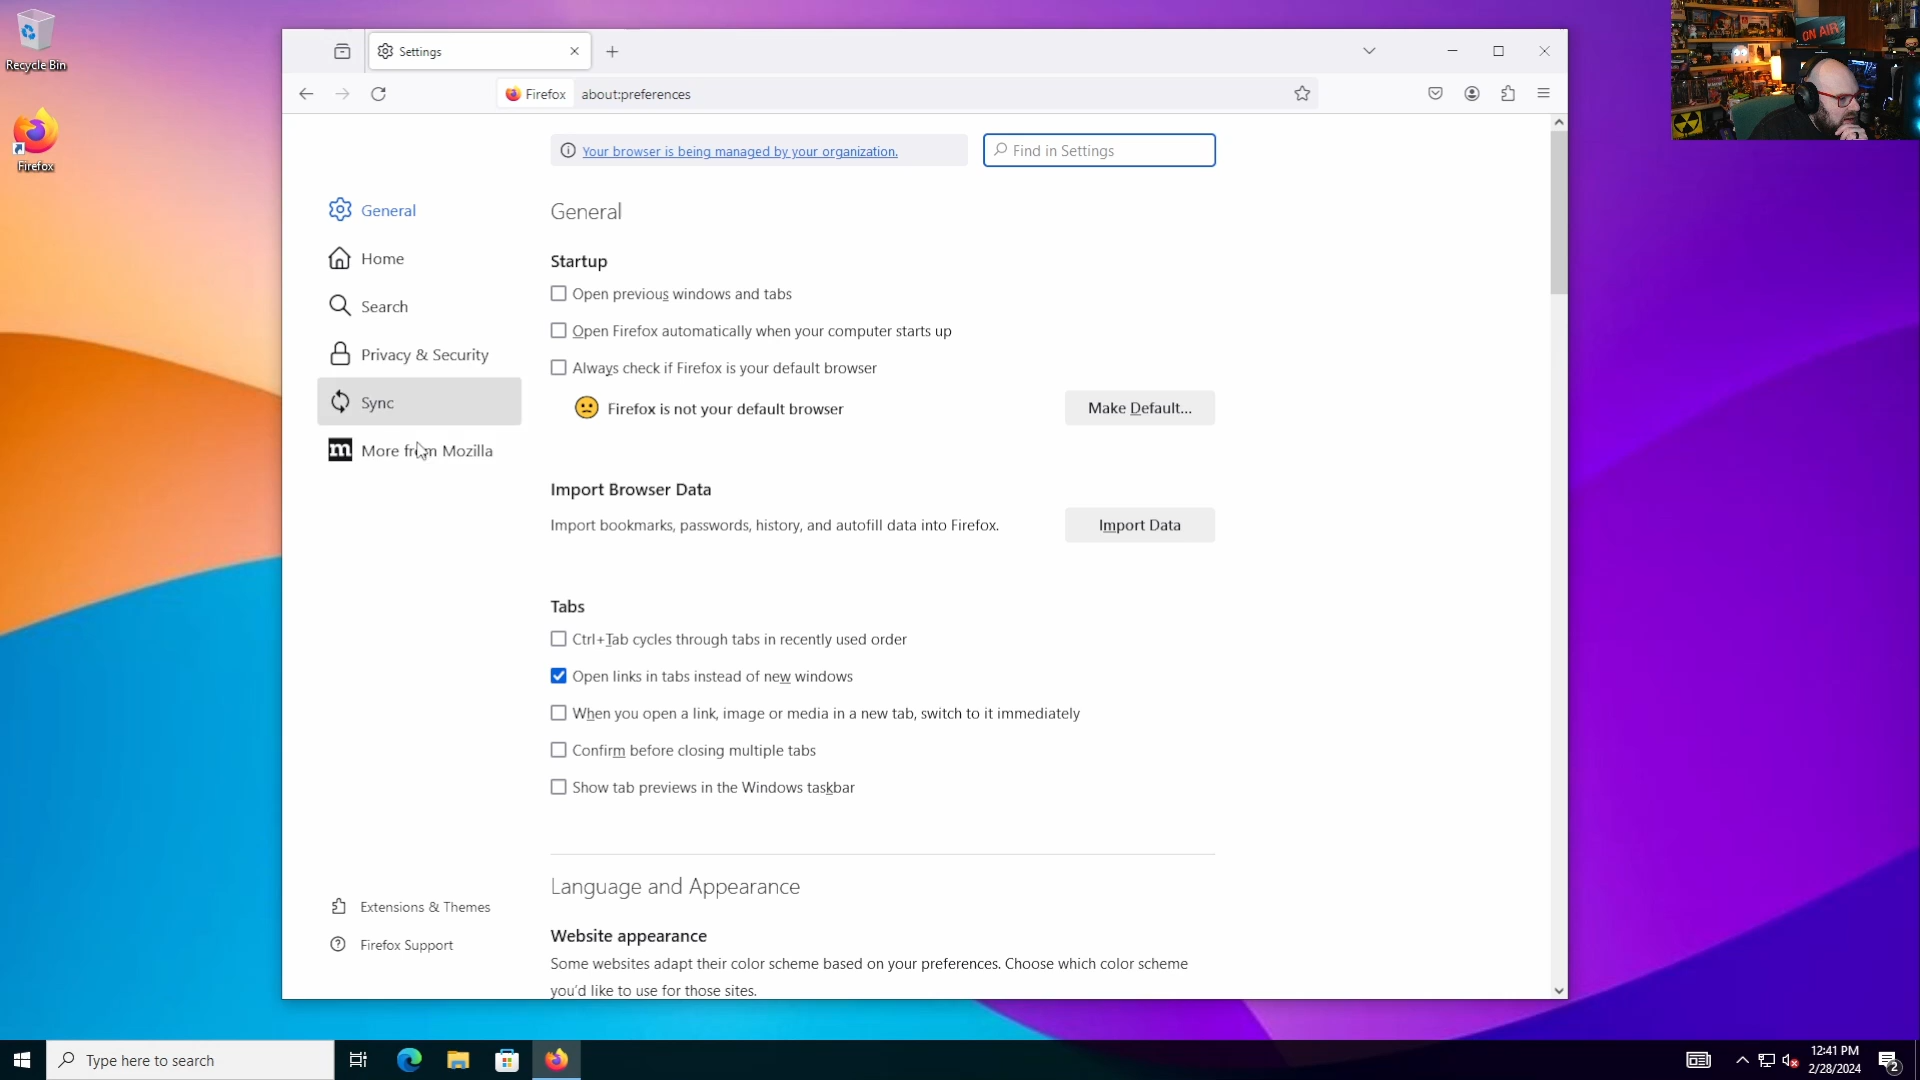 Recycle Bin
Firefox
Settings
Firefox about:preferences
ON AIR
Your browser is being managed by your organization.
Find in Settings
General
Home
Search
Privacy & Security
Sync
More from Mozilla
Extensions & Themes
Firefox Support
General
Startup
Open previous windows and tabs
Open Firefox automatically when your computer starts up
Always check if Firefox is your default browser
Firefox is not your default browser
Make Default...
Import Browser Data
Import bookmarks, passwords, history, and autofill data into Firefox.
Import Data
Tabs
Ctrl+Tab cycles through tabs in recently used order
Open links in tabs instead of new windows
When you open a link, image or media in a new tab, switch to it immediately
Confirm before closing multiple tabs
Show tab previews in the Windows taskbar
Language and Appearance
Website appearance
Some websites adapt their color scheme based on your preferences. Choose which color scheme
you'd like to use for those sites.
Type here to search
12:41 PM
2/28/2024
2